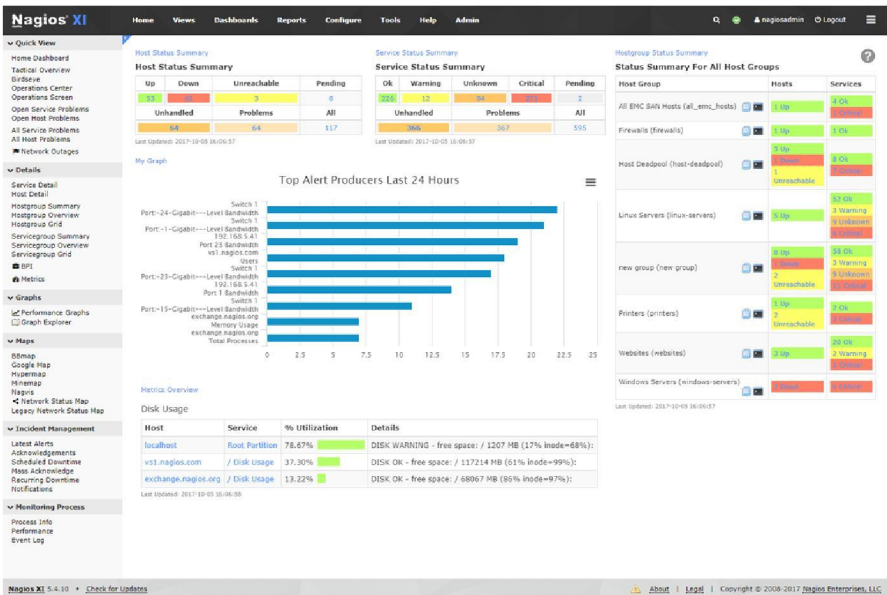 Nagios XI
Home Views Dashboards Reports Configure Tools Help Admin
nagiosadmin Logout
Quick View
Home Dashboard
Tactical Overview
Birdseye
Operations Center
Operations Screen
Open Service Problems
Open Host Problems
All Service Problems
All Host Problems
Network Outages
Details
Service Detail
Host Detail
Hostgroup Summary
Hostgroup Overview
Hostgroup Grid
Servicegroup Summary
Servicegroup Overview
Servicegroup Grid
BPI
Metrics
Graphs
Performance Graphs
Graph Explorer
Maps
BBmap
Google Map
Hypermap
Minemap
Nagvis
Network Status Map
Legacy Network Status Map
Incident Management
Latest Alerts
Acknowledgements
Scheduled Downtime
Mass Acknowledge
Recurring Downtime
Notifications
Monitoring Process
Process Info
Performance
Event Log
Host Status Summary
Host Status Summary
Up Down Unreachable Pending
53 3
Unhandled Problems All
64 64 117
Last Updated: 2017-10-05 16:06:57
Service Status Summary
Service Status Summary
Ok Warning Unknown Critical Pending
226 12 2
Unhandled Problems All
366 367 595
Last Updated: 2017-10-05 16:06:57
My Graph
Top Alert Producers Last 24 Hours
Switch 1
Port:-24-Gigabit---Level Bandwidth
Switch 1
Port:-1-Gigabit---Level Bandwidth
192.168.5.41
Port 23 Bandwidth
vs1.nagios.com
Users
Switch 1
Port:-23-Gigabit---Level Bandwidth
192.168.5.41
Port 1 Bandwidth
Switch 1
Port:-15-Gigabit---Level Bandwidth
exchange.nagios.org
Memory Usage
exchange.nagios.org
Total Processes
0 2.5 5 7.5 10 12.5 15 17.5 20 22.5 25
Metrics Overview
Disk Usage
Host Service % Utilization Details
localhost Root Partition 78.67% DISK WARNING - free space: / 1207 MB (17% inode=68%):
vs1.nagios.com / Disk Usage 37.30% DISK OK - free space: / 117214 MB (61% inode=99%):
exchange.nagios.org / Disk Usage 13.22% DISK OK - free space: / 68067 MB (86% inode=97%):
Last Updated: 2017-10-05 16:06:58
Hostgroup Status Summary
Status Summary For All Host Groups
Host Group Hosts Services
All EMC SAN Hosts (all_emc_hosts) 1 Up 4 Ok
Firewalls (firewalls) 1 Up 1 Ok
Host Deadpool (host-deadpool) 3 Up
1
Unreachable
8 Ok
Linux Servers (linux-servers) 5 Up
3 Warning
9 Unknown
new group (new group) 8 Up
2
Unreachable
58 Ok
3 Warning
9 Unknown
Printers (printers) 1 Up
2
Unreachable
2 Ok
Websites (websites) 3 Up
20 Ok
2 Warning
Windows Servers (windows-servers)
Last Updated: 2017-10-05 16:06:57
Nagios XI 5.4.10 • Check for Updates
About | Legal | Copyright © 2008-2017 Nagios Enterprises, LLC